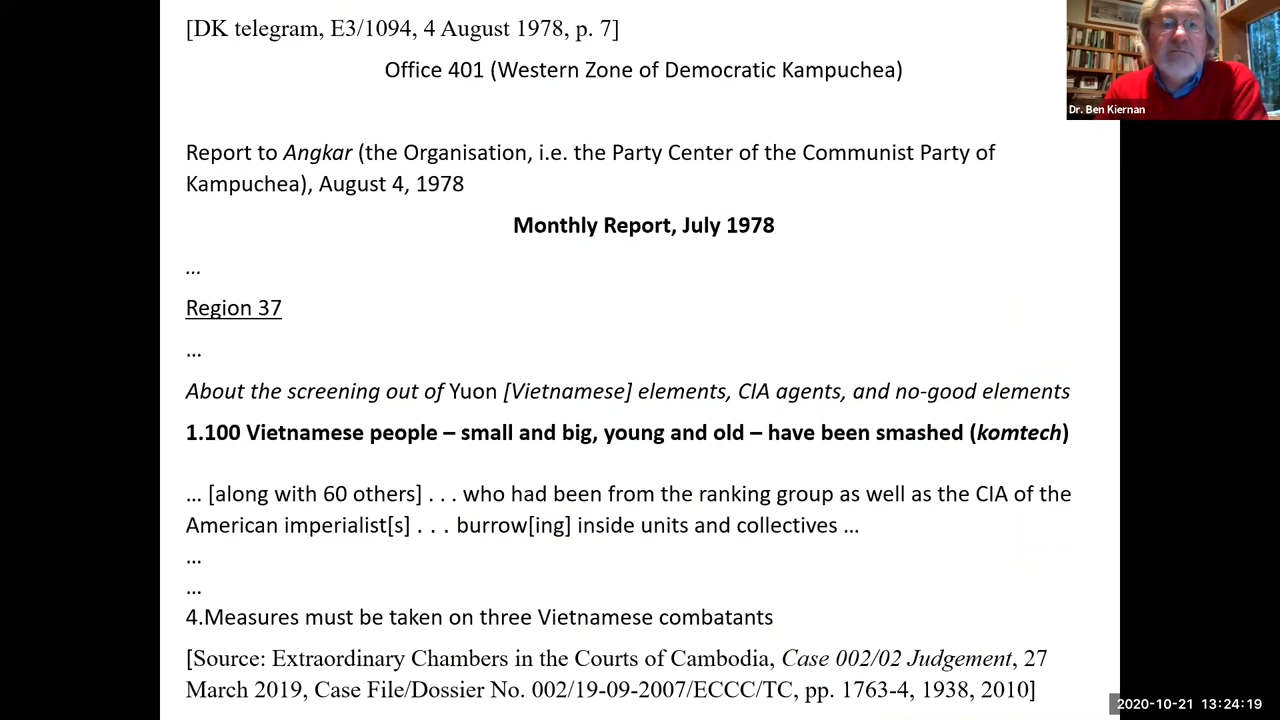 [DK telegram, E3/1094, 4 August 1978, p. 7]
Office 401 (Western Zone of Democratic Kampuchea)
Dr. Ben Kiernan
Report to Angkar (the Organisation, i.e. the Party Center of the Communist Party of
Kampuchea), August 4, 1978
Monthly Report, July 1978
...
Region 37
...
About the screening out of Yuon [Vietnamese] elements, CIA agents, and no-good elements
1.100 Vietnamese people – small and big, young and old – have been smashed (komtech)
... [along with 60 others] . . . who had been from the ranking group as well as the CIA of the
American imperialist[s] . . . burrow[ing] inside units and collectives ...
...
...
4.Measures must be taken on three Vietnamese combatants
[Source: Extraordinary Chambers in the Courts of Cambodia, Case 002/02 Judgement, 27
March 2019, Case File/Dossier No. 002/19-09-2007/ECCC/TC, pp. 1763-4, 1938, 2010]
2020-10-21 13:24:19